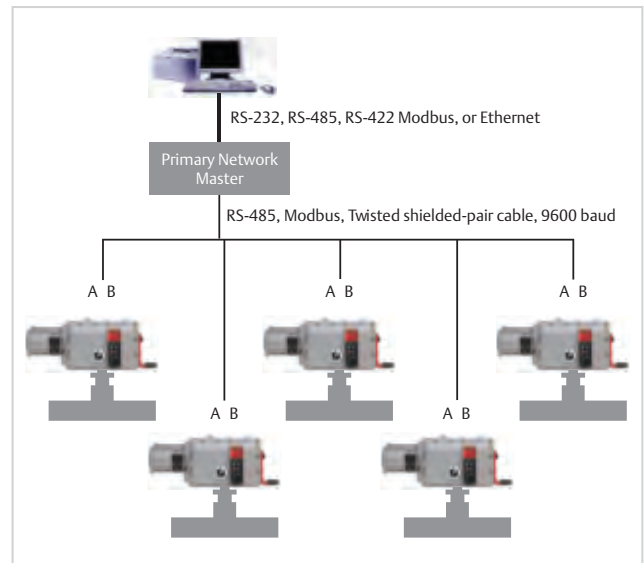 RS-232, RS-485, RS-422 Modbus, or Ethernet
Primary Network
Master
RS-485, Modbus, Twisted shielded-pair cable, 9600 baud
A B
A B
A B
A B
A B